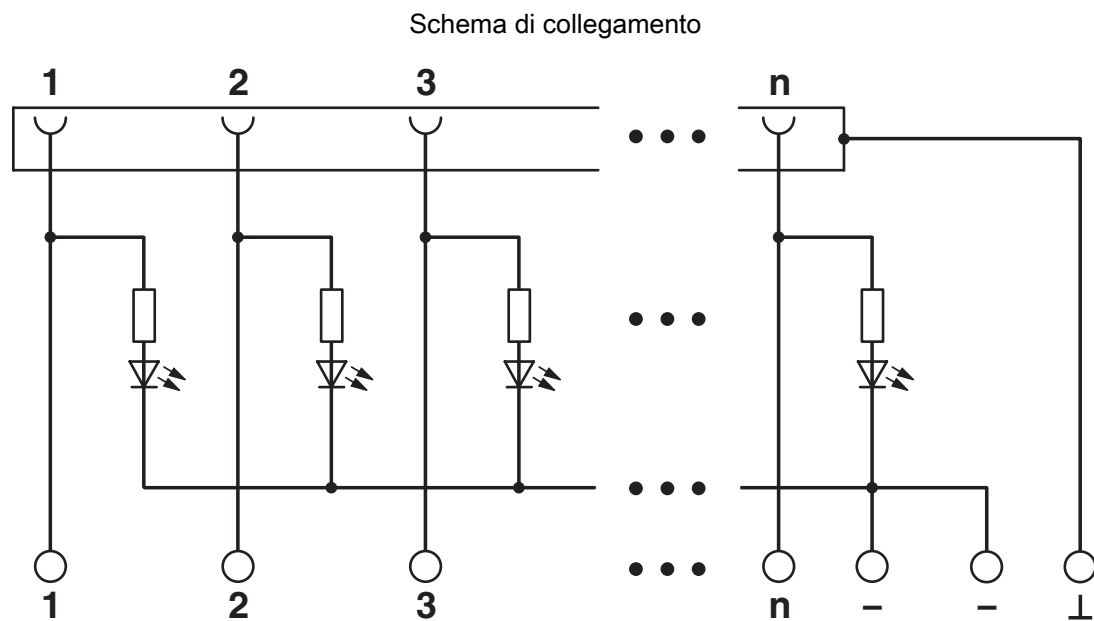 Schema di collegamento
1 2 3 n
1 2 3 n – – ⊥